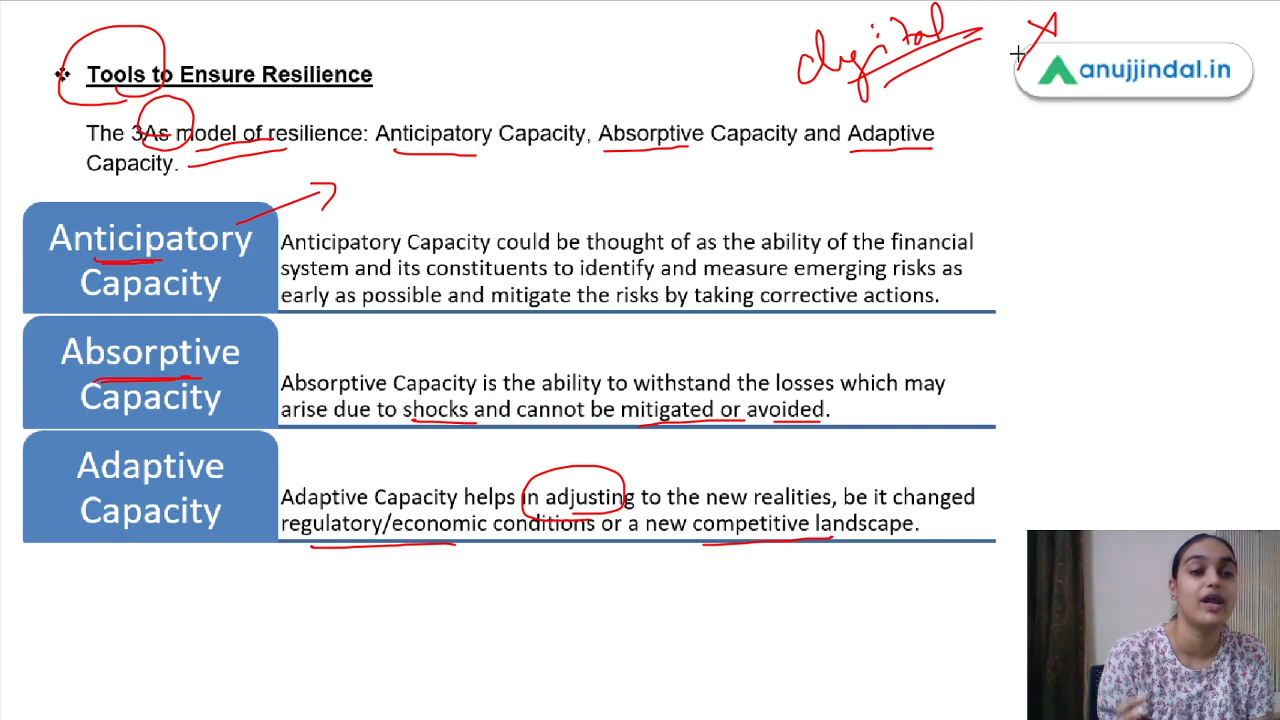 digital
❖ Tools to Ensure Resilience
anujjindal.in
The 3As model of resilience: Anticipatory Capacity, Absorptive Capacity and Adaptive
Capacity.
Anticipatory
Capacity
Anticipatory Capacity could be thought of as the ability of the financial
system and its constituents to identify and measure emerging risks as
early as possible and mitigate the risks by taking corrective actions.
Absorptive
Capacity
Absorptive Capacity is the ability to withstand the losses which may
arise due to shocks and cannot be mitigated or avoided.
Adaptive
Capacity
Adaptive Capacity helps in adjusting to the new realities, be it changed
regulatory/economic conditions or a new competitive landscape.